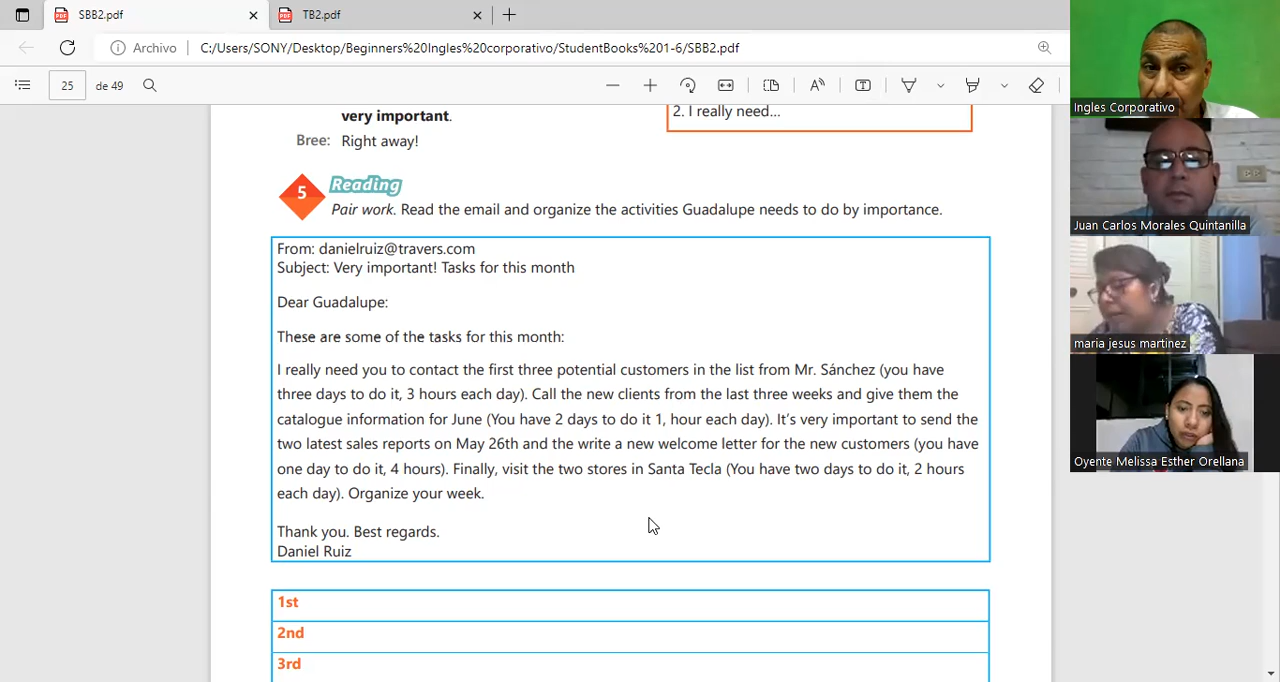 SBB2.pdf
TB2.pdf
Archivo
C:/Users/SONY/Desktop/Beginners%20Ingles%20corporativo/StudentBooks%201-6/SBB2.pdf
25
de 49
very important.
2. I really need...
Bree: Right away!
5
Reading
Pair work. Read the email and organize the activities Guadalupe needs to do by importance.
From: danielruiz@travers.com
Subject: Very important! Tasks for this month
Dear Guadalupe:
These are some of the tasks for this month:
I really need you to contact the first three potential customers in the list from Mr. Sánchez (you have
three days to do it, 3 hours each day). Call the new clients from the last three weeks and give them the
catalogue information for June (You have 2 days to do it 1, hour each day). It's very important to send the
two latest sales reports on May 26th and the write a new welcome letter for the new customers (you have
one day to do it, 4 hours). Finally, visit the two stores in Santa Tecla (You have two days to do it, 2 hours
each day). Organize your week.
Thank you. Best regards.
Daniel Ruiz
1st
2nd
3rd
Ingles Corporativo
Juan Carlos Morales Quintanilla
maria jesus martinez
Oyente Melissa Esther Orellana